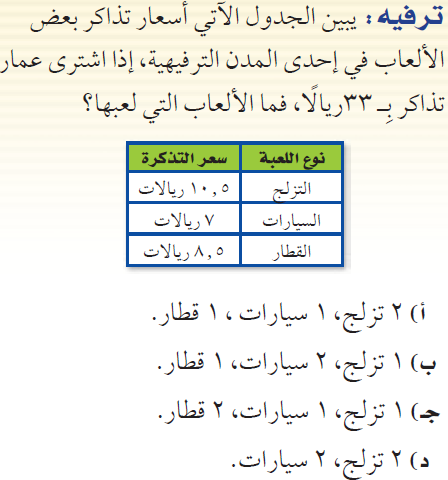 ترفيه: يبين الجدول الآتي أسعار تذاكر بعض
الألعاب في إحدى المدن الترفيهية، إذا اشترى عمار
تذاكر بِـ ٣٣ريالًا، فما الألعاب التي لعبها؟
نوع اللعبة سعر التذكرة
التزلج ١٠,٥ ريالات
السيارات ٧ ريالات
القطار ٨,٥ ريالات
أ) ٢ تزلج، ١ سيارات، ١ قطار.
ب) ١ تزلج، ٢ سيارات، ١ قطار.
جـ) ١ تزلج، ١ سيارات، ٢ قطار.
د) ٢ تزلج، ٢ سيارات.